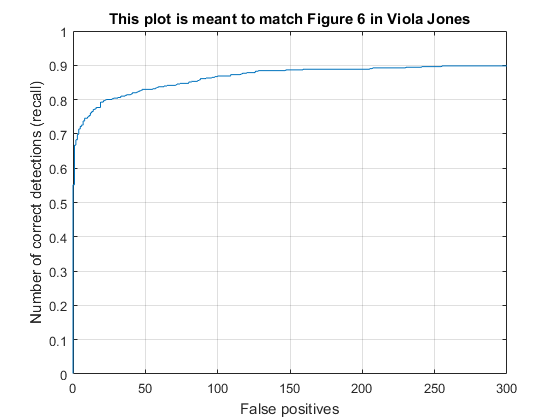 This plot is meant to match Figure 6 in Viola Jones
1
0.9
0.8
0.7
0.6
0.5
0.4
0.3
0.2
0.1
0
Number of correct detections (recall)
0 50 100 150 200 250 300
False positives